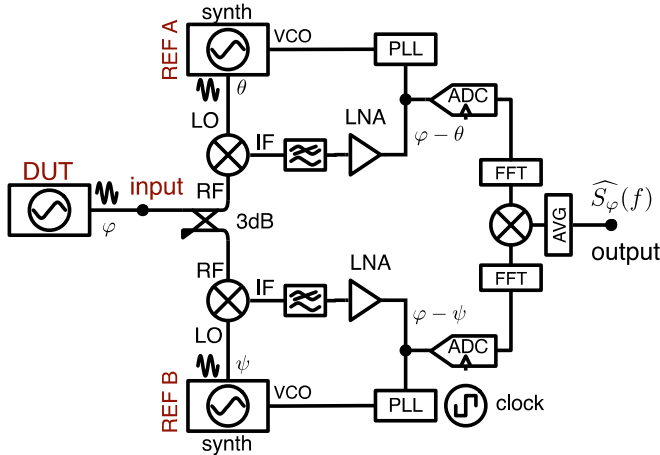 synth
REF A
VCO
PLL
θ
LO
ADC
LNA
IF
φ − θ
RF
FFT
DUT
input
φ
3dB
AVG
Ŝ_φ(f)
output
RF
IF
LNA
FFT
φ − ψ
LO
ADC
ψ
REF B
VCO
PLL
clock
synth